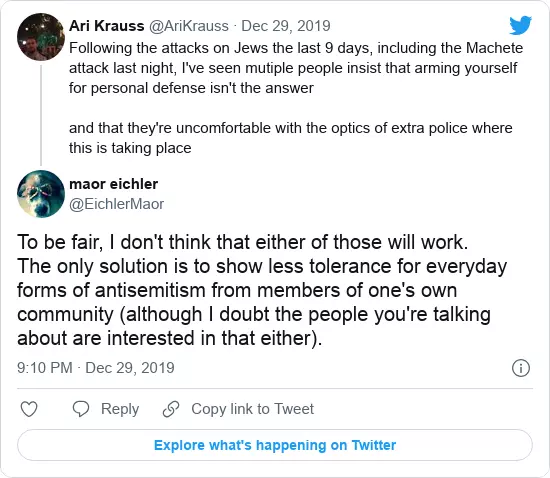 Ari Krauss @AriKrauss · Dec 29, 2019
Following the attacks on Jews the last 9 days, including the Machete
attack last night, I've seen mutiple people insist that arming yourself
for personal defense isn't the answer
and that they're uncomfortable with the optics of extra police where
this is taking place
maor eichler
@EichlerMaor
To be fair, I don't think that either of those will work.
The only solution is to show less tolerance for everyday
forms of antisemitism from members of one's own
community (although I doubt the people you're talking
about are interested in that either).
9:10 PM · Dec 29, 2019
Reply
Copy link to Tweet
Explore what's happening on Twitter